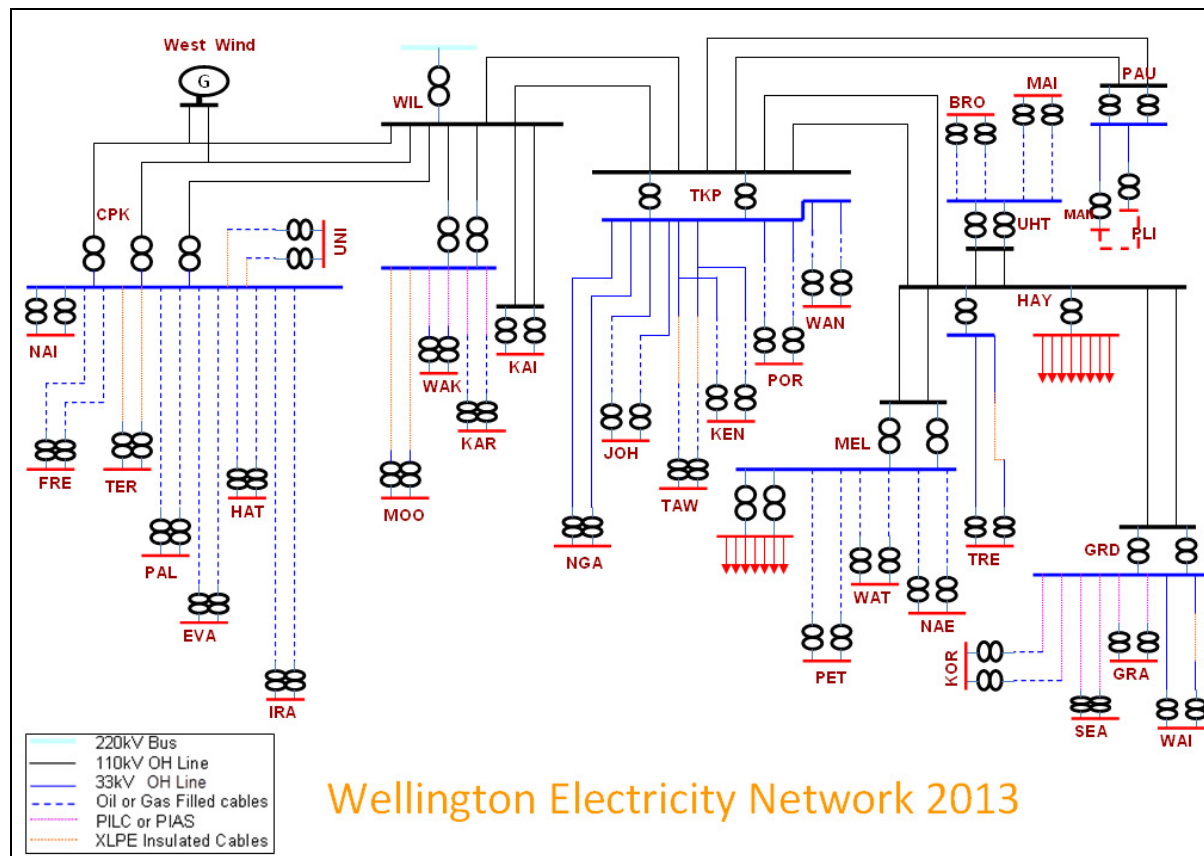 West Wind
G
WIL
PAU
BRO
MAI
TKP
CPK
UNI
UHT
MAN
PLI
HAY
NAI
KAI
WAK
WAN
POR
KAR
KEN
JOH
MEL
FRE
TER
HAT
MOO
TAW
NGA
TRE
GRD
PAL
WAT
EVA
NAE
KOR
PET
GRA
IRA
SEA
WAI
220kV Bus
110kV OH Line
33kV OH Line
Oil or Gas Filled cables
PILC or PIAS
XLPE Insulated Cables
Wellington Electricity Network 2013